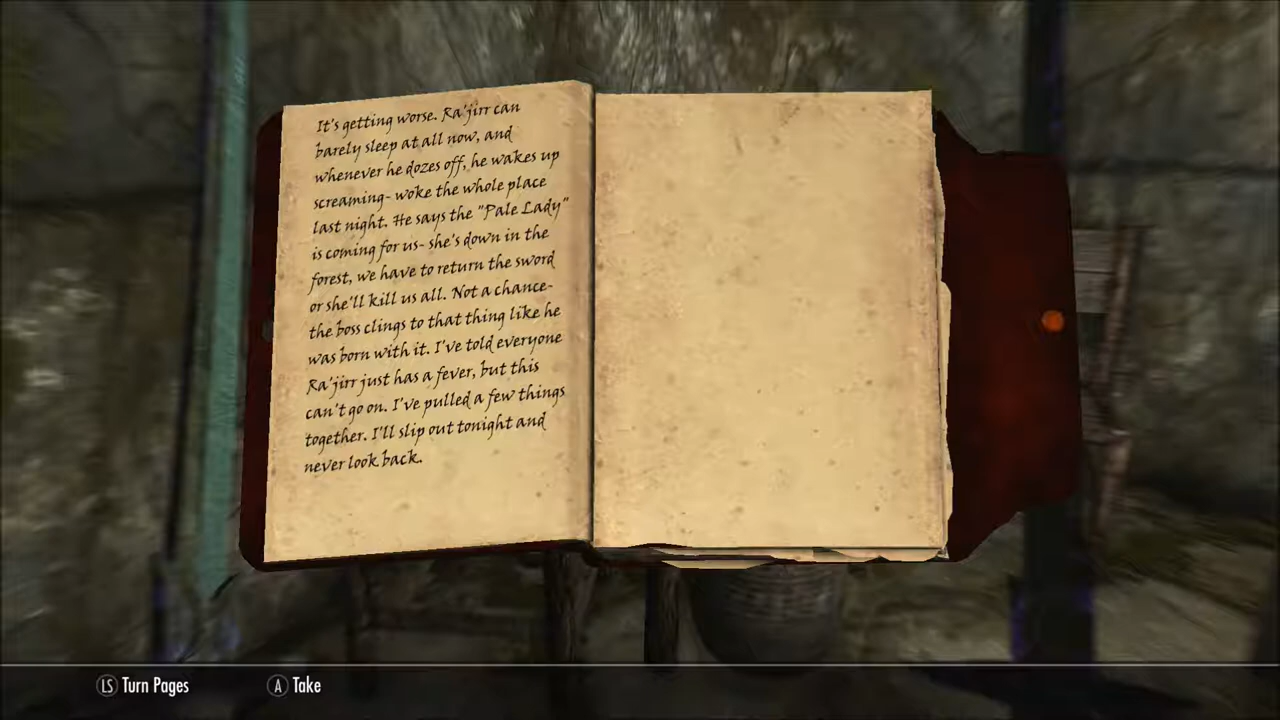 It's getting worse. Ra'jirr can
barely sleep at all now, and
whenever he dozes off, he wakes up
screaming- woke the whole place
last night. He says the "Pale Lady"
is coming for us- she's down in the
forest, we have to return the sword
or she'll kill us all. Not a chance-
the boss clings to that thing like he
was born with it. I've told everyone
Ra'jirr just has a fever, but this
can't go on. I've pulled a few things
together. I'll slip out tonight and
never look back.
LS Turn Pages
A Take